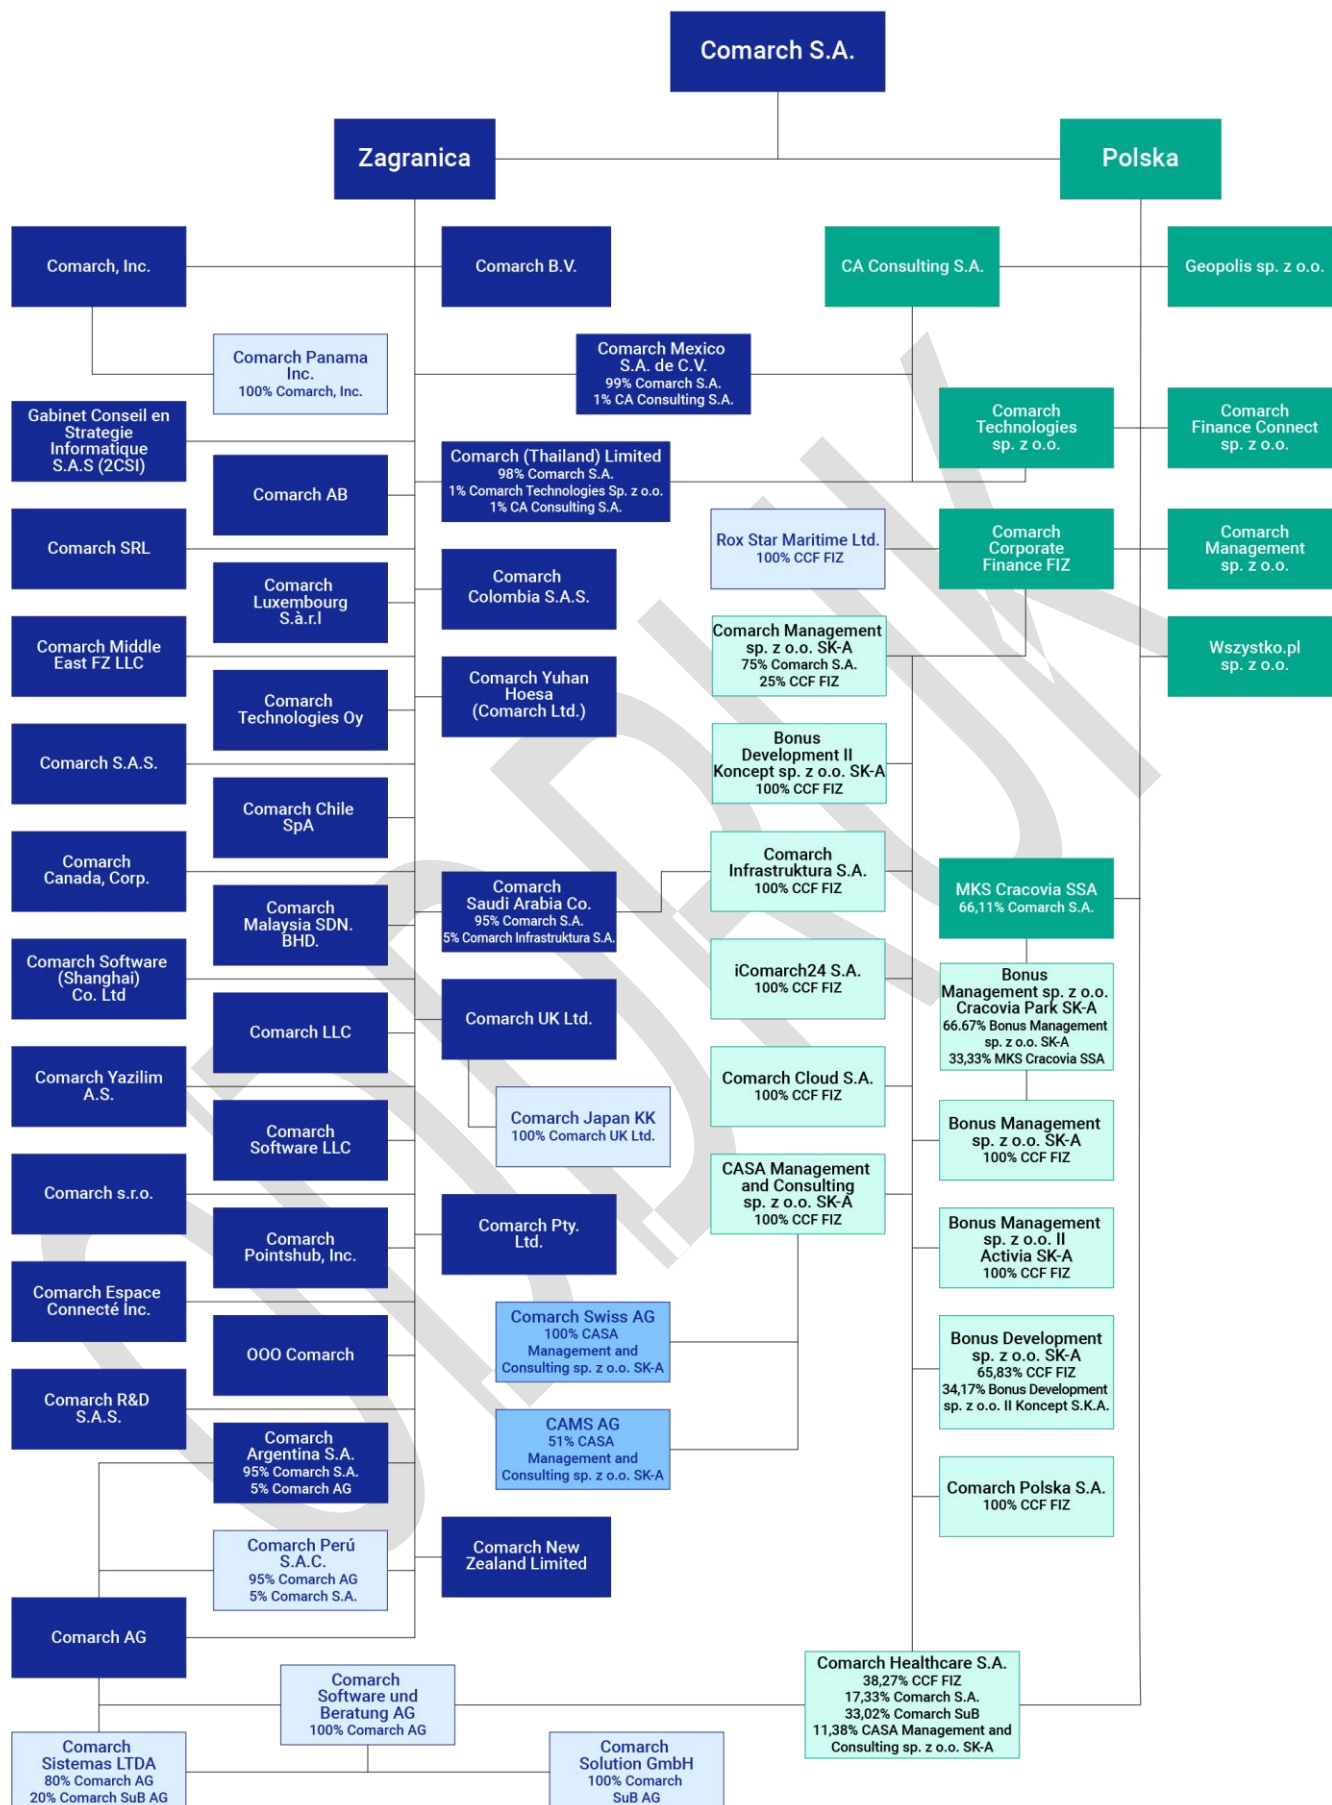 Comarch S.A.
Zagranica
Polska
Comarch, Inc.
Comarch B.V.
CA Consulting S.A.
Geopolis sp. z o.o.
Comarch Panama
Inc.
100% Comarch, Inc.
Comarch Mexico
S.A. de C.V.
99% Comarch S.A.
1% CA Consulting S.A.
Gabinet Conseil en
Strategie
Informatique
S.A.S (2CSI)
Comarch
Technologies
sp. z o.o.
Comarch
Finance Connect
sp. z o.o.
Comarch AB
Comarch (Thailand) Limited
98% Comarch S.A.
1% Comarch Technologies Sp. z o.o.
1% CA Consulting S.A.
Comarch SRL
Rox Star Maritime Ltd.
100% CCF FIZ
Comarch
Corporate
Finance FIZ
Comarch
Management
sp. z o.o.
Comarch
Luxembourg
S.à.r.l
Comarch
Colombia S.A.S.
Comarch Middle
East FZ LLC
Comarch Management
sp. z o.o. SK-A
75% Comarch S.A.
25% CCF FIZ
Wszystko.pl
sp. z o.o.
Comarch
Technologies Oy
Comarch Yuhan
Hoesa
(Comarch Ltd.)
Comarch S.A.S.
Bonus
Development II
Koncept sp. z o.o. SK-A
100% CCF FIZ
Comarch Chile
SpA
Comarch
Canada, Corp.
Comarch
Infrastruktura S.A.
100% CCF FIZ
Comarch
Malaysia SDN.
BHD.
Comarch
Saudi Arabia Co.
95% Comarch S.A.
5% Comarch Infrastruktura S.A.
MKS Cracovia SSA
66,11% Comarch S.A.
Comarch Software
(Shanghai)
Co. Ltd
iComarch24 S.A.
100% CCF FIZ
Bonus
Management sp. z o.o.
Cracovia Park SK-A
66.67% Bonus Management
sp. z o.o. SK-A
33,33% MKS Cracovia SSA
Comarch LLC
Comarch UK Ltd.
Comarch Yazilim
A.S.
Comarch Cloud S.A.
100% CCF FIZ
Comarch
Software LLC
Comarch Japan KK
100% Comarch UK Ltd.
Bonus Management
sp. z o.o. SK-A
100% CCF FIZ
Comarch s.r.o.
CASA Management
and Consulting
sp. z o.o. SK-A
100% CCF FIZ
Comarch
Pointshub, Inc.
Comarch Pty.
Ltd.
Bonus Management
sp. z o.o. II
Activia SK-A
100% CCF FIZ
Comarch Espace
Connecté Inc.
OOO Comarch
Comarch Swiss AG
100% CASA
Management and
Consulting sp. z o.o. SK-A
Bonus Development
sp. z o.o. SK-A
65,83% CCF FIZ
34,17% Bonus Development
sp. z o.o. II Koncept S.K.A.
Comarch R&D
S.A.S.
Comarch
Argentina S.A.
95% Comarch S.A.
5% Comarch AG
CAMS AG
51% CASA
Management and
Consulting sp. z o.o. SK-A
Comarch Polska S.A.
100% CCF FIZ
Comarch Perú
S.A.C.
95% Comarch AG
5% Comarch S.A.
Comarch New
Zealand Limited
Comarch AG
Comarch
Software und
Beratung AG
100% Comarch AG
Comarch Healthcare S.A.
38,27% CCF FIZ
17,33% Comarch S.A.
33,02% Comarch SuB
11,38% CASA Management and
Consulting sp. z o.o. SK-A
Comarch
Sistemas LTDA
80% Comarch AG
20% Comarch SuB AG
Comarch
Solution GmbH
100% Comarch
SuB AG
WYDRUK